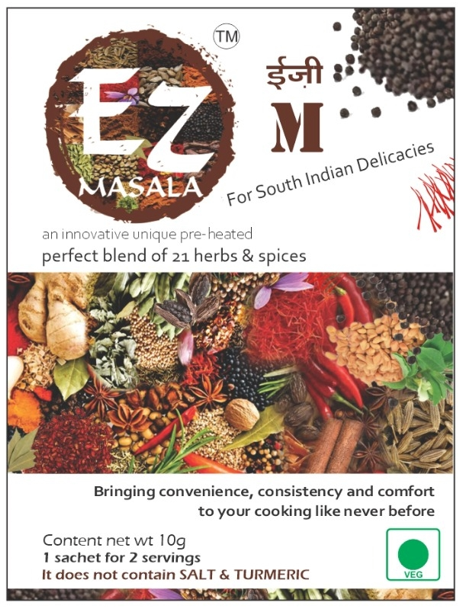 TM
Ez
MASALA
ईज़ी
M
For South Indian Delicacies
an innovative unique pre-heated
perfect blend of 21 herbs & spices
Bringing convenience, consistency and comfort
to your cooking like never before
Content net wt 10g
1 sachet for 2 servings
It does not contain SALT & TURMERIC
VEG